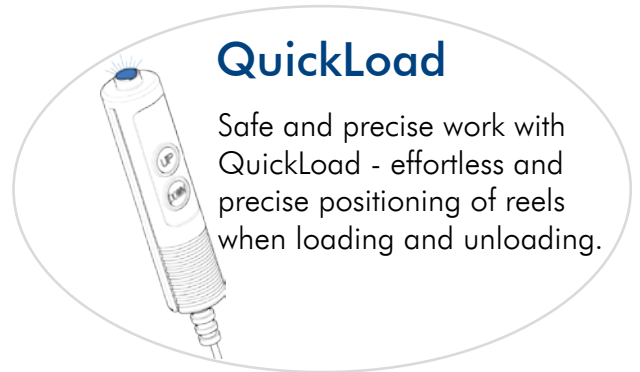 QuickLoad
Safe and precise work with
QuickLoad - effortless and
precise positioning of reels
when loading and unloading.
UP
DOWN